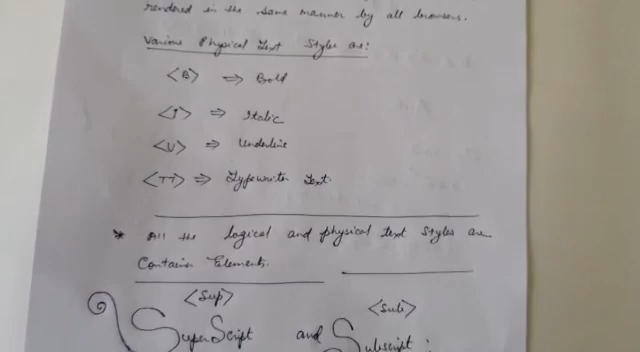 rendered in the same manner by all browsers.
Various Physical Text Styles are:
<B> ⇒ Bold
<I> ⇒ Italic
<U> ⇒ Underline
<TT> ⇒ Typewriter Text.
* All the logical and physical text styles are
Container Elements.
<Sup> <Sub>
SuperScript and Subscript :